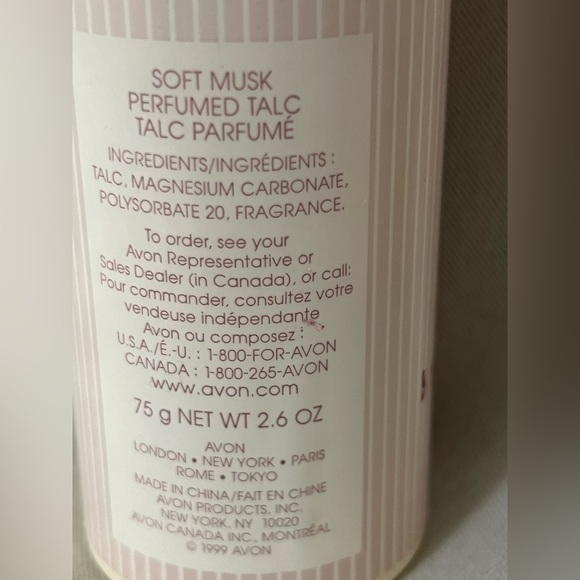 SOFT MUSK
PERFUMED TALC
TALC PARFUMÉ
INGREDIENTS/INGRÉDIENTS :
TALC, MAGNESIUM CARBONATE,
POLYSORBATE 20, FRAGRANCE.
To order, see your
Avon Representative or
Sales Dealer (in Canada), or call:
Pour commander, consultez votre
vendeuse indépendante
Avon ou composez :
U.S.A./É.-U. : 1-800-FOR-AVON
CANADA : 1-800-265-AVON
www.avon.com
75 g NET WT 2.6 OZ
AVON
LONDON • NEW YORK • PARIS
ROME • TOKYO
MADE IN CHINA/FAIT EN CHINE
AVON PRODUCTS, INC.
NEW YORK, NY 10020
AVON CANADA INC., MONTRÉAL
© 1999 AVON